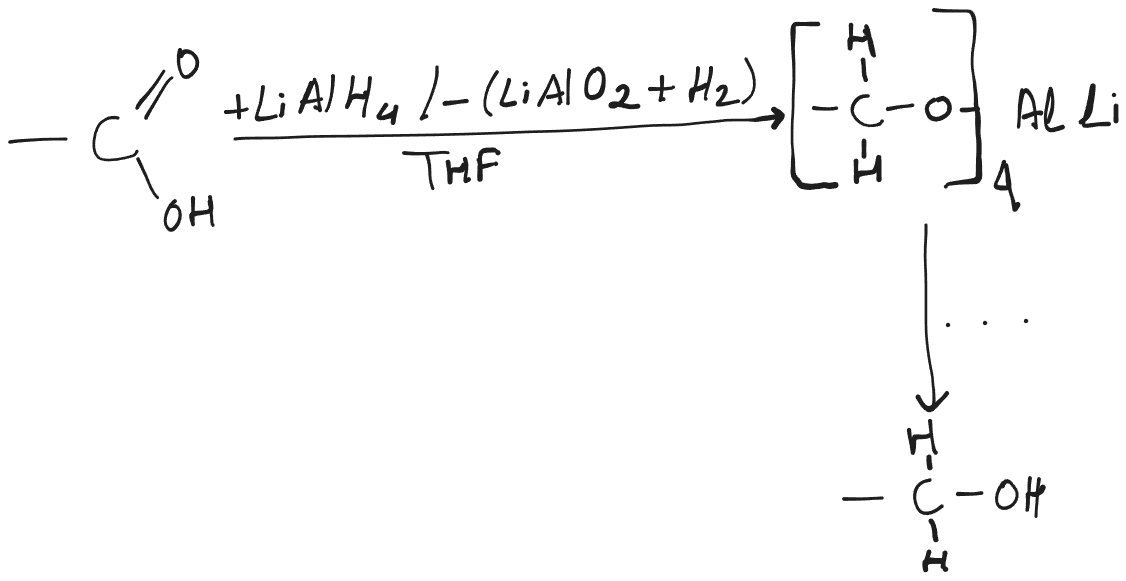 H
O
+LiAlH4 / - (LiAlO2 + H2)
[ - C - O - ]4 Al Li
- C
THF
H
OH
. . .
H
- C - OH
H